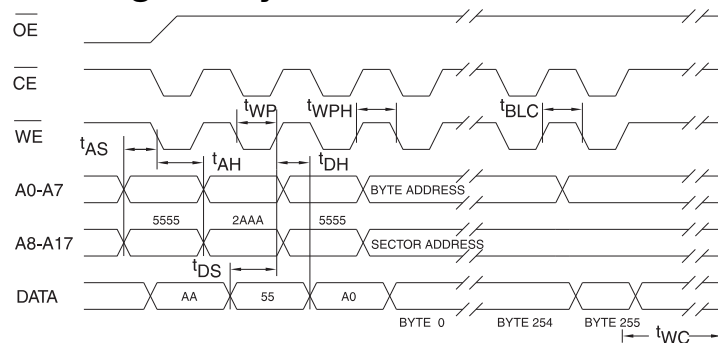 OE
CE
tWP tWPH tBLC
WE
tAS
tAH tDH
A0-A7 BYTE ADDRESS
5555 2AAA 5555
A8-A17 SECTOR ADDRESS
tDS
DATA AA 55 A0
BYTE 0 BYTE 254 BYTE 255
tWC